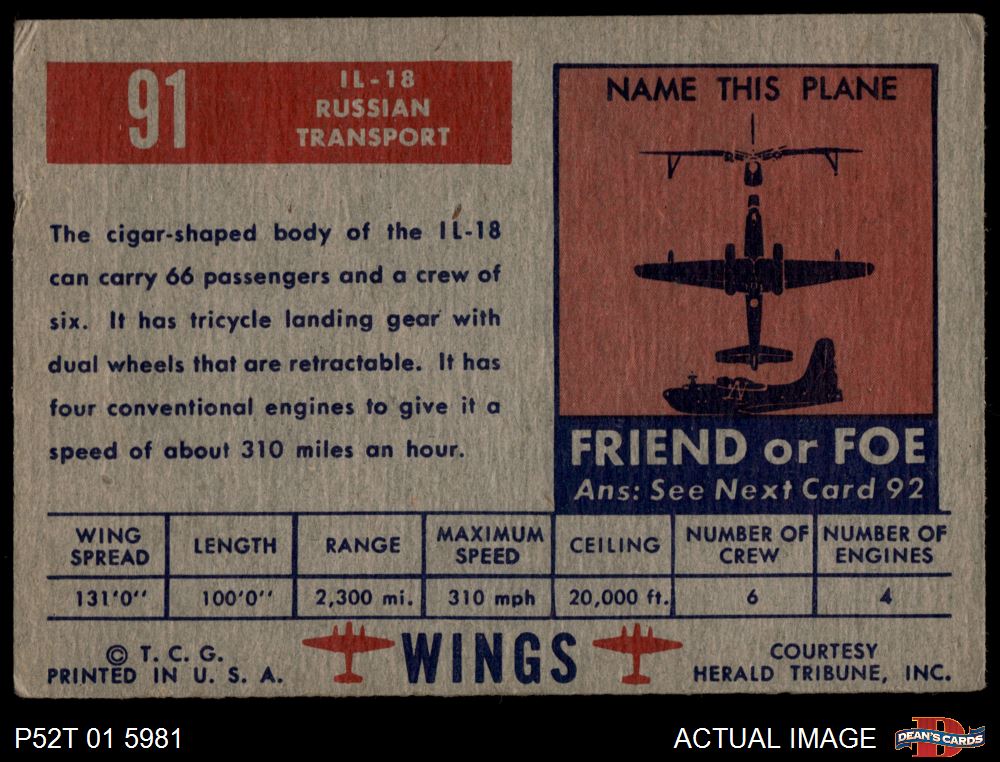 91
IL-18
RUSSIAN
TRANSPORT
The cigar-shaped body of the IL-18
can carry 66 passengers and a crew of
six. It has tricycle landing gear with
dual wheels that are retractable. It has
four conventional engines to give it a
speed of about 310 miles an hour.
NAME THIS PLANE
FRIEND or FOE
Ans: See Next Card 92
WING SPREAD LENGTH RANGE MAXIMUM SPEED CEILING NUMBER OF CREW NUMBER OF ENGINES
131'0'' 100'0'' 2,300 mi. 310 mph 20,000 ft. 6 4
© T. C. G.
PRINTED IN U. S. A.
WINGS
COURTESY
HERALD TRIBUNE, INC.
P52T 01 5981
ACTUAL IMAGE
DEAN'S CARDS